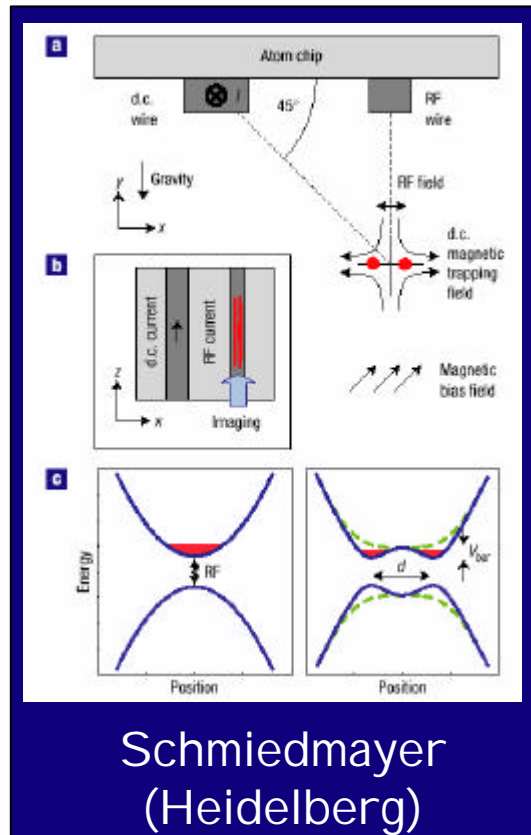 a
Atom chip
d.c.
wire
I
45°
RF
wire
Gravity
y
x
RF field
d.c.
magnetic
trapping
field
b
d.c. current
RF current
z
x
Imaging
Magnetic
bias field
c
Energy
RF
Position
d
V bar
Position
Schmiedmayer
(Heidelberg)